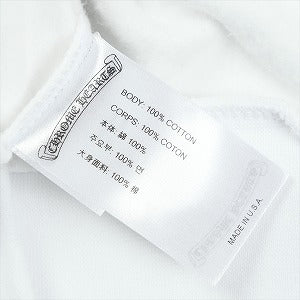 CHROME HEARTS
BODY: 100% COTTON
CORPS: 100% COTON
本体 綿 100%
주요부: 100% 면
大身面料: 100% 棉
MADE IN U.S.A.